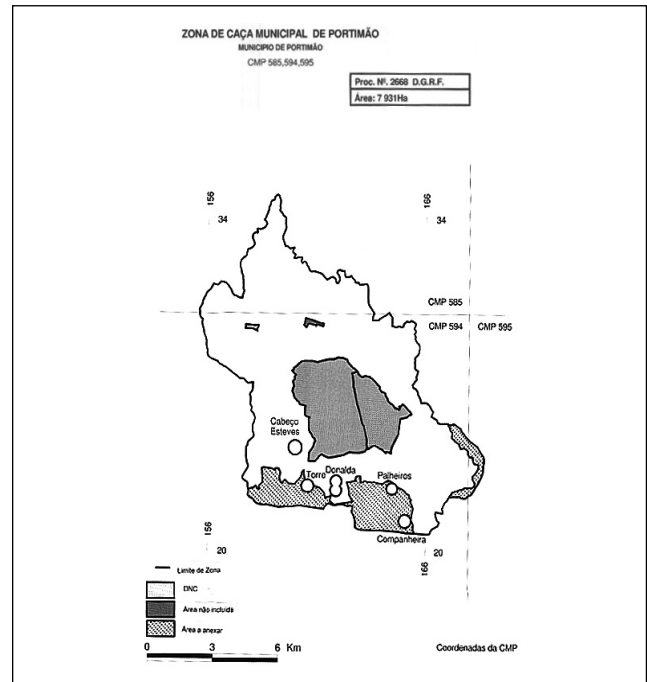 ZONA DE CAÇA MUNICIPAL DE PORTIMÃO
MUNICIPIO DE PORTIMÃO
CMP 585,594,595
Proc. Nº. 2668 D.G.R.F.
Área: 7 931Ha
156
34
166
34
CMP 585
CMP 594
CMP 595
Cabeço
Esteves
Torre
Donalda
Palheiros
Companheira
156
20
166
20
Limite de Zona
DNC
Area não incluida
Area a anexar
0 3 6 Km
Coordenadas da CMP